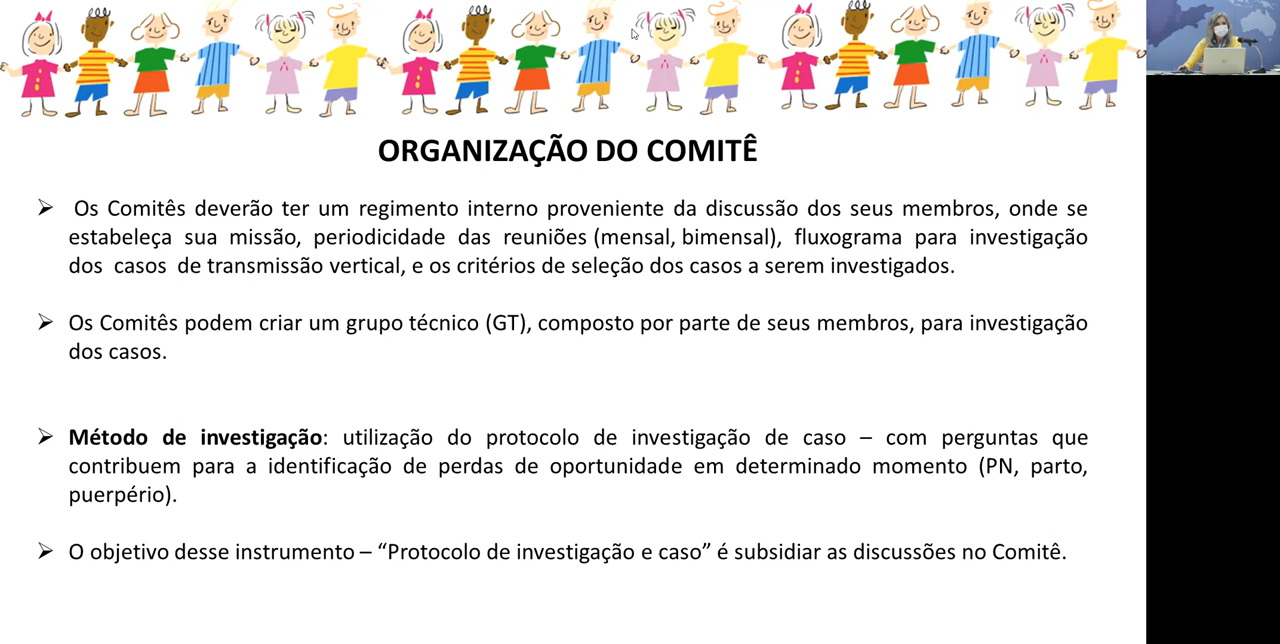 ORGANIZAÇÃO DO COMITÊ
➢ Os Comitês deverão ter um regimento interno proveniente da discussão dos seus membros, onde se
estabeleça sua missão, periodicidade das reuniões (mensal, bimensal), fluxograma para investigação
dos casos de transmissão vertical, e os critérios de seleção dos casos a serem investigados.
➢ Os Comitês podem criar um grupo técnico (GT), composto por parte de seus membros, para investigação
dos casos.
➢ Método de investigação: utilização do protocolo de investigação de caso – com perguntas que
contribuem para a identificação de perdas de oportunidade em determinado momento (PN, parto,
puerpério).
➢ O objetivo desse instrumento – “Protocolo de investigação e caso” é subsidiar as discussões no Comitê.